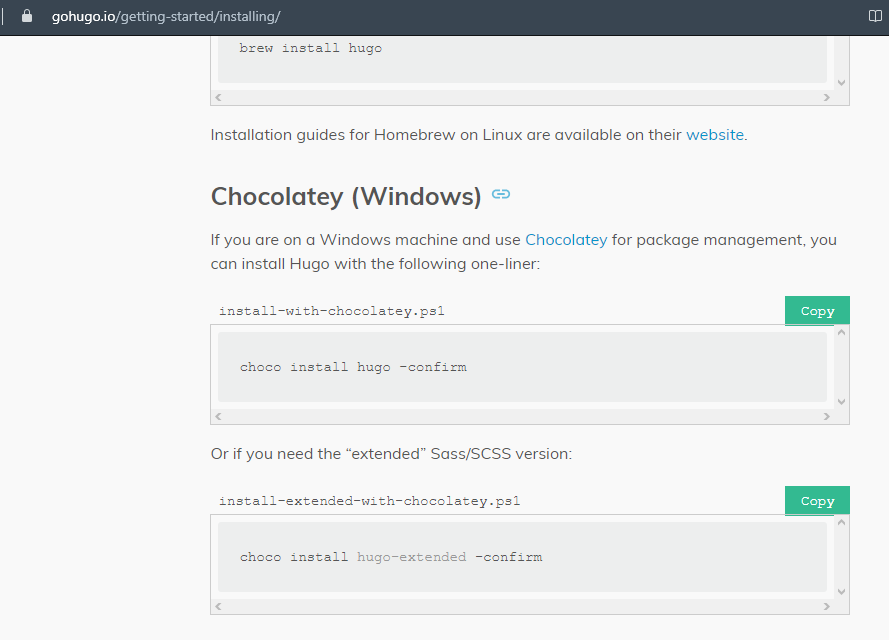 gohugo.io/getting-started/installing/
brew install hugo
Installation guides for Homebrew on Linux are available on their website.
Chocolatey (Windows)
If you are on a Windows machine and use Chocolatey for package management, you
can install Hugo with the following one-liner:
install-with-chocolatey.ps1
Copy
choco install hugo -confirm
Or if you need the “extended” Sass/SCSS version:
install-extended-with-chocolatey.ps1
Copy
choco install hugo-extended -confirm